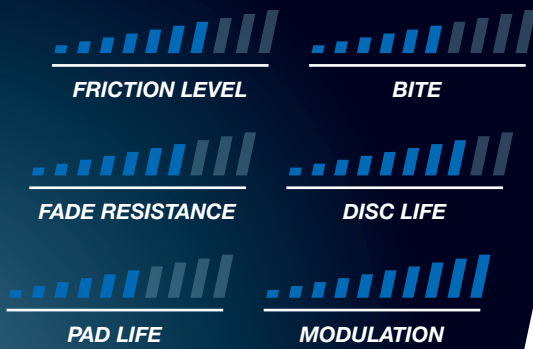 FRICTION LEVEL
BITE
FADE RESISTANCE
DISC LIFE
PAD LIFE
MODULATION